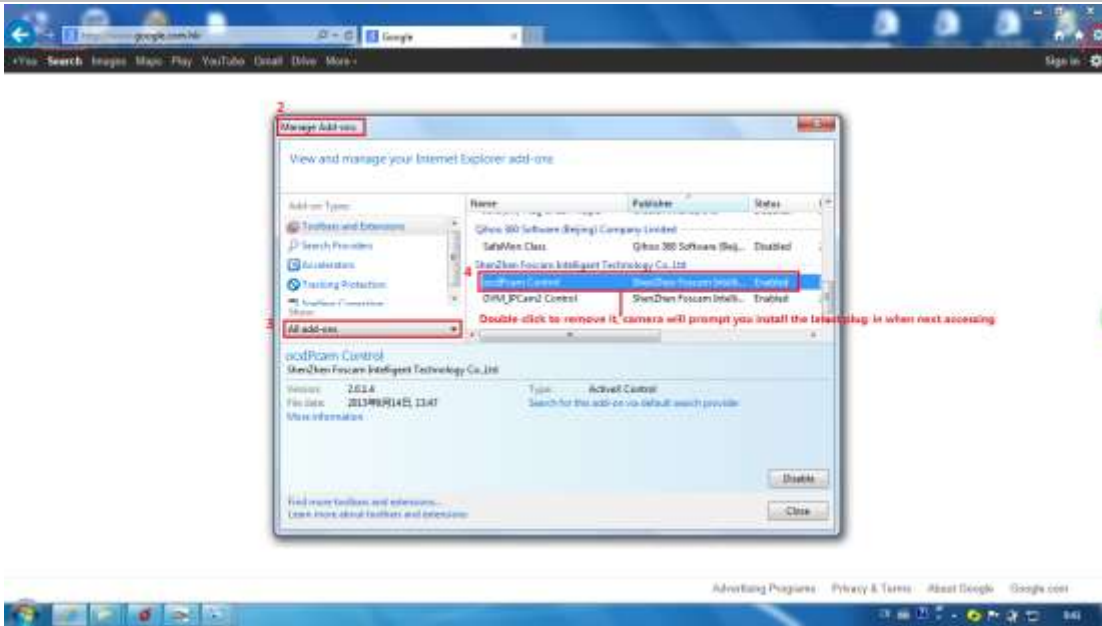 google.com.hk
Google
+You Search Images Maps Play YouTube Gmail Drive More
Sign in
2
Manage Add-ons
View and manage your Internet Explorer add-ons
Add-on Types
Name Publisher Status
Toolbars and Extensions
Qihoo 360 Software (Beijing) Company Limited
Search Providers
Class Qihoo 360 Software (Beij... Disabled
Accelerators
ShenZhen Foscam Intelligent Technology Co.,Ltd
4
Control ShenZhen Foscam Intelli... Enabled
Tracking Protection
Control ShenZhen Foscam Intelli... Enabled
Show:
Double click to remove it, camera will prompt you install the latest plug in when next accessing
3
All add-ons
Control
ShenZhen Foscam Intelligent Technology Co.,Ltd
Version: 2.0.1.4
Type: ActiveX Control
File date:
Search for this add-on via default search provider
More information
Disable
Find more toolbars and extensions...
Learn more about toolbars and extensions
Close
Advertising Programs Privacy & Terms About Google Google.com